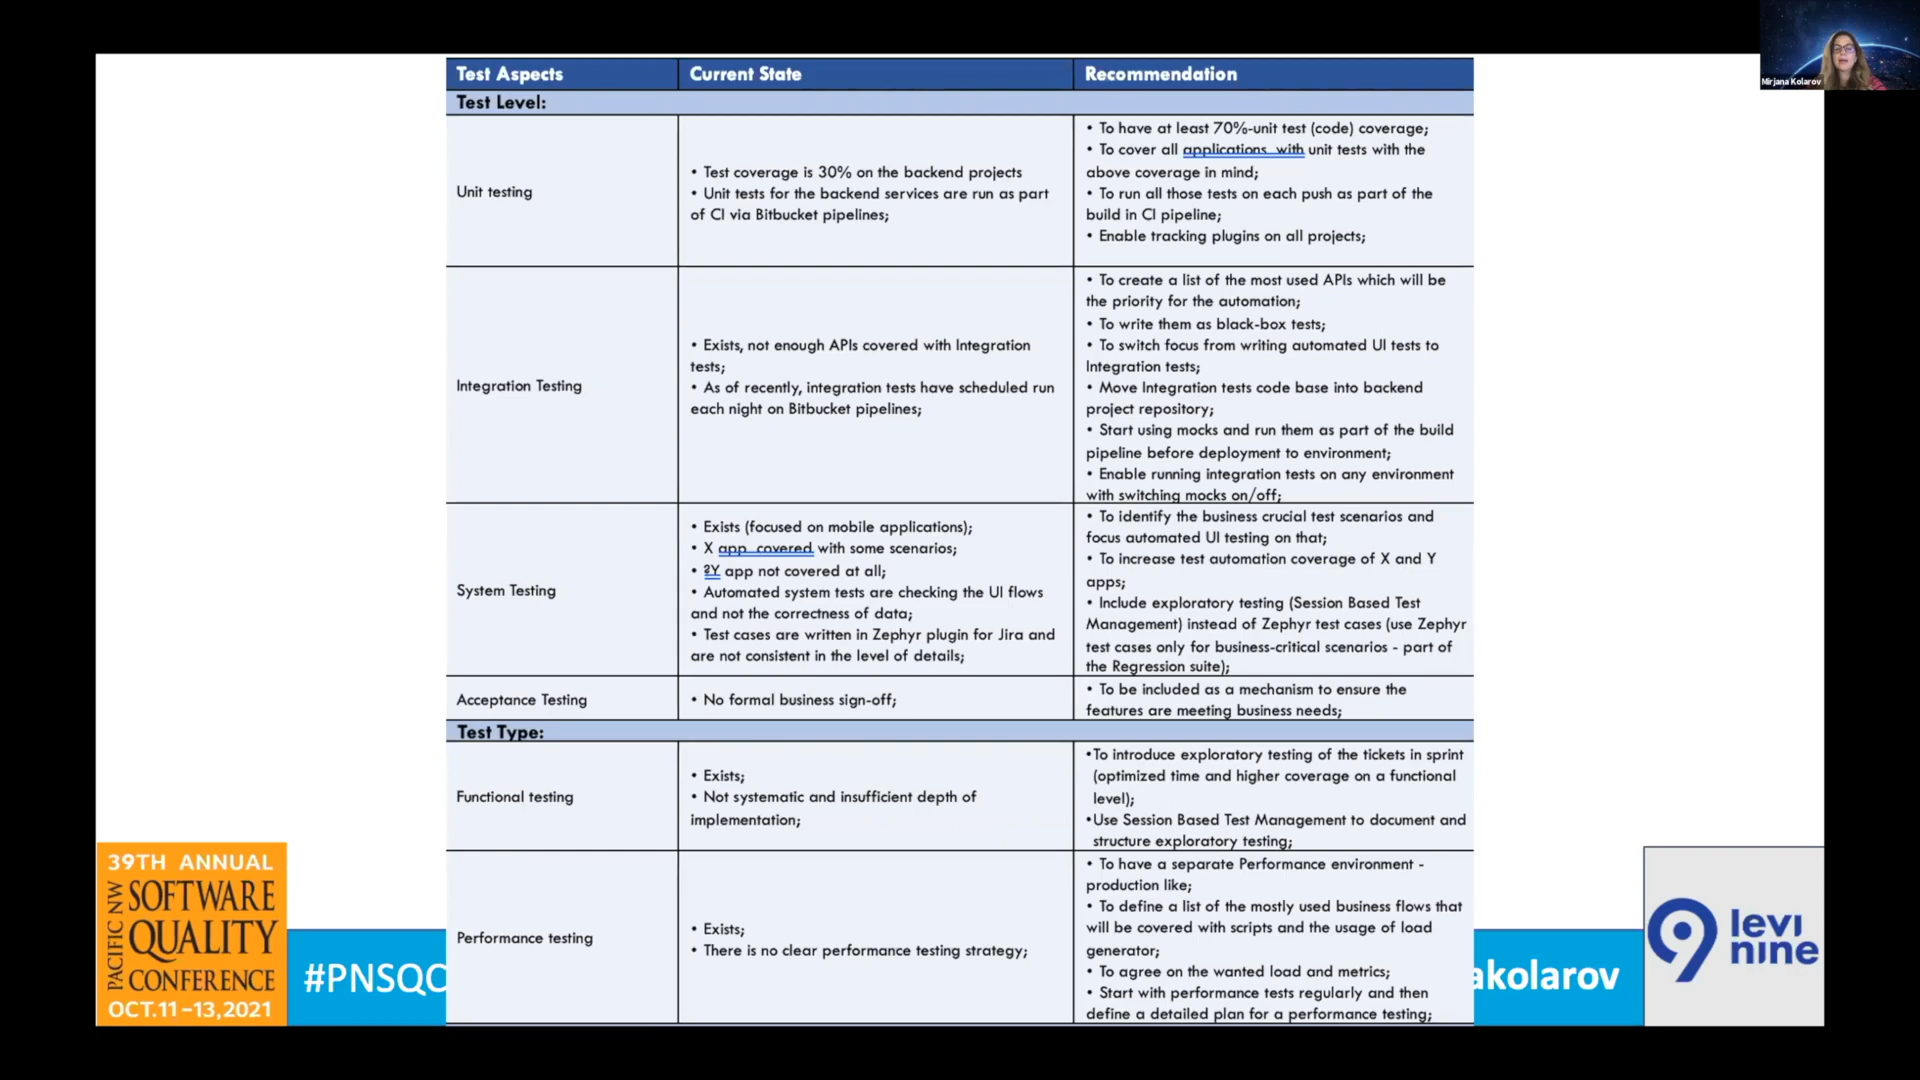 Mirjana Kolarov
Test Aspects
Current State
Recommendation
Test Level:
Unit testing
• Test coverage is 30% on the backend projects
• Unit tests for the backend services are run as part
of CI via Bitbucket pipelines;
• To have at least 70%-unit test (code) coverage;
• To cover all applications with unit tests with the
above coverage in mind;
• To run all those tests on each push as part of the
build in CI pipeline;
• Enable tracking plugins on all projects;
Integration Testing
• Exists, not enough APIs covered with Integration
tests;
• As of recently, integration tests have scheduled run
each night on Bitbucket pipelines;
• To create a list of the most used APIs which will be
the priority for the automation;
• To write them as black-box tests;
• To switch focus from writing automated UI tests to
Integration tests;
• Move Integration tests code base into backend
project repository;
• Start using mocks and run them as part of the build
pipeline before deployment to environment;
• Enable running integration tests on any environment
with switching mocks on/off;
System Testing
• Exists (focused on mobile applications);
• X app covered with some scenarios;
• ?Y app not covered at all;
• Automated system tests are checking the UI flows
and not the correctness of data;
• Test cases are written in Zephyr plugin for Jira and
are not consistent in the level of details;
• To identify the business crucial test scenarios and
focus automated UI testing on that;
• To increase test automation coverage of X and Y
apps;
• Include exploratory testing (Session Based Test
Management) instead of Zephyr test cases (use Zephyr
test cases only for business-critical scenarios - part of
the Regression suite);
Acceptance Testing
• No formal business sign-off;
• To be included as a mechanism to ensure the
features are meeting business needs;
Test Type:
Functional testing
• Exists;
• Not systematic and insufficient depth of
implementation;
•To introduce exploratory testing of the tickets in sprint
(optimized time and higher coverage on a functional
level);
•Use Session Based Test Management to document and
structure exploratory testing;
Performance testing
• Exists;
• There is no clear performance testing strategy;
• To have a separate Performance environment -
production like;
• To define a list of the mostly used business flows that
will be covered with scripts and the usage of load
generator;
• To agree on the wanted load and metrics;
• Start with performance tests regularly and then
define a detailed plan for a performance testing;
39TH ANNUAL
PACIFIC NW
SOFTWARE
QUALITY
CONFERENCE
OCT.11-13,2021
#PNSQC
akolarov
levi
nine